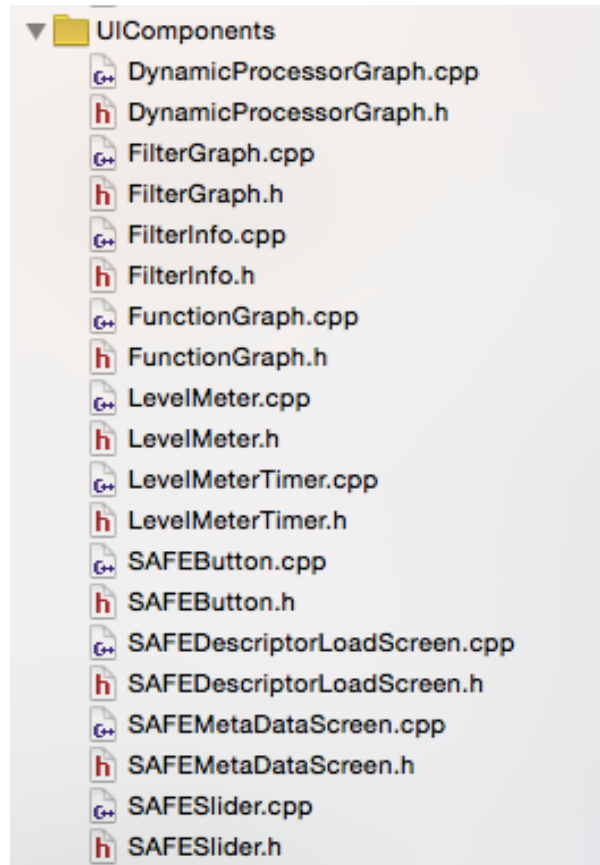 UIComponents
C++ DynamicProcessorGraph.cpp
h DynamicProcessorGraph.h
C++ FilterGraph.cpp
h FilterGraph.h
C++ FilterInfo.cpp
h FilterInfo.h
C++ FunctionGraph.cpp
h FunctionGraph.h
C++ LevelMeter.cpp
h LevelMeter.h
C++ LevelMeterTimer.cpp
h LevelMeterTimer.h
C++ SAFEButton.cpp
h SAFEButton.h
C++ SAFEDescriptorLoadScreen.cpp
h SAFEDescriptorLoadScreen.h
C++ SAFEMetaDataScreen.cpp
h SAFEMetaDataScreen.h
C++ SAFESlider.cpp
h SAFESlider.h